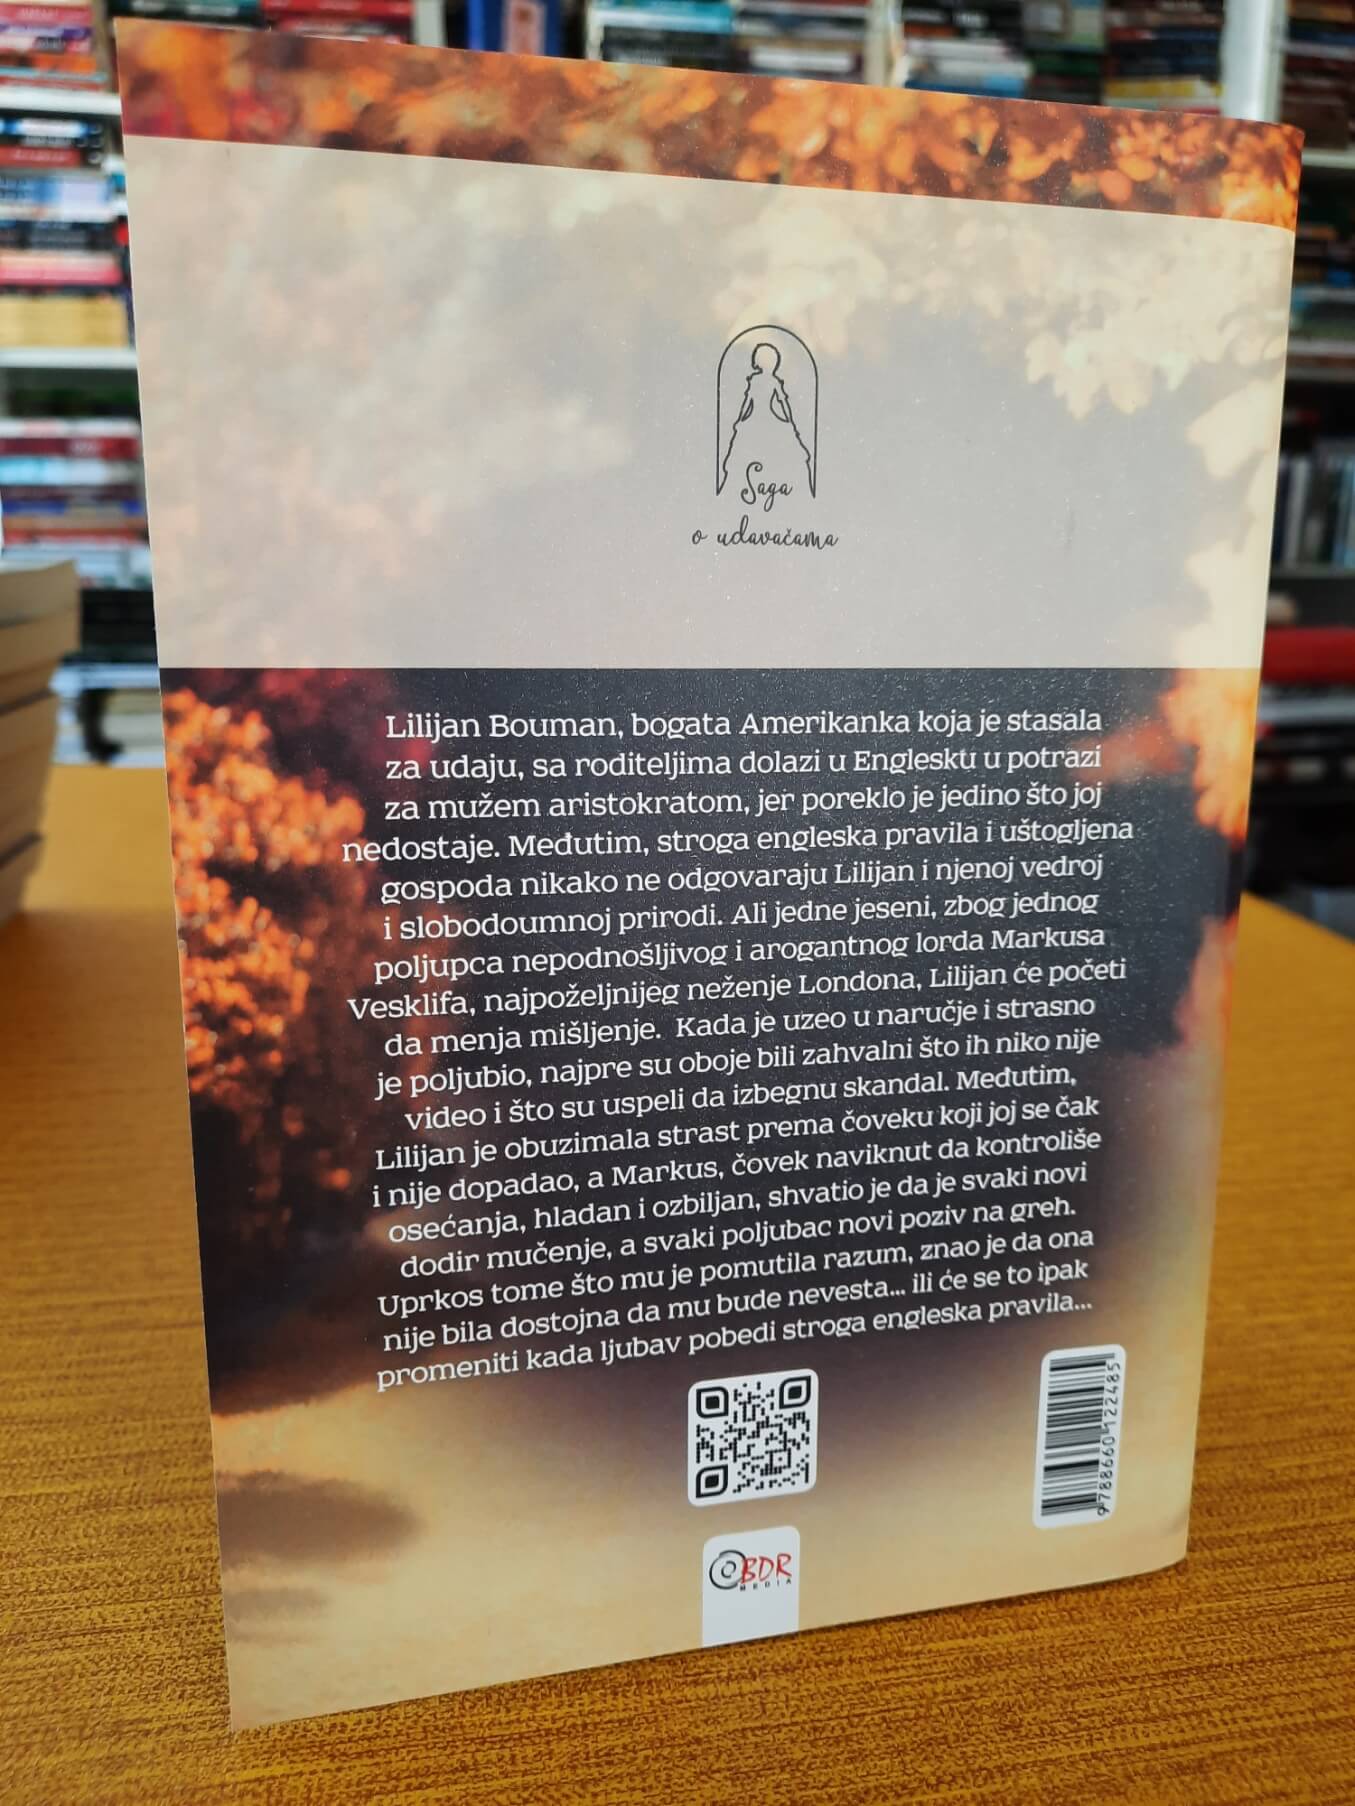 Saga
o udavačama
Lilijan Bouman, bogata Amerikanka koja je stasala
za udaju, sa roditeljima dolazi u Englesku u potrazi
za mužem aristokratom, jer poreklo je jedino što joj
nedostaje. Međutim, stroga engleska pravila i uštogljena
gospoda nikako ne odgovaraju Lilijan i njenoj vedroj
i slobodoumnoj prirodi. Ali jedne jeseni, zbog jednog
poljupca nepodnošljivog i arogantnog lorda Markusa
Vesklifa, najpoželjnijeg neženje Londona, Lilijan će početi
da menja mišljenje. Kada je uzeo u naručje i strasno
je poljubio, najpre su oboje bili zahvalni što ih niko nije
video i što su uspeli da izbegnu skandal. Međutim,
Lilijan je obuzimala strast prema čoveku koji joj se čak
i nije dopadao, a Markus, čovek naviknut da kontroliše
osećanja, hladan i ozbiljan, shvatio je da je svaki novi
dodir mučenje, a svaki poljubac novi poziv na greh.
Uprkos tome što mu je pomutila razum, znao je da ona
nije bila dostojna da mu bude nevesta... ili će se to ipak
promeniti kada ljubav pobedi stroga engleska pravila...
9788660122485
BDR
MEDIA